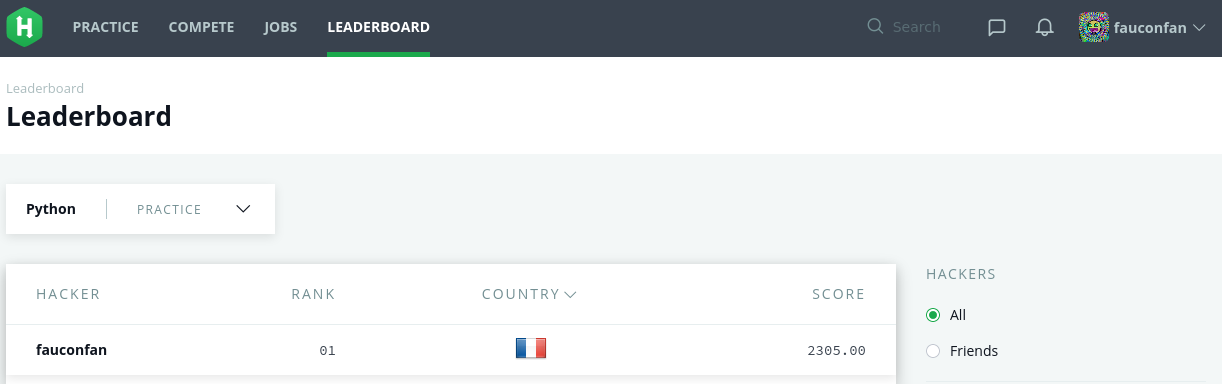 H PRACTICE COMPETE JOBS LEADERBOARD Search fauconfan
Leaderboard
Leaderboard
Python PRACTICE
HACKERS
HACKER RANK COUNTRY SCORE
All
fauconfan 01 2305.00
Friends